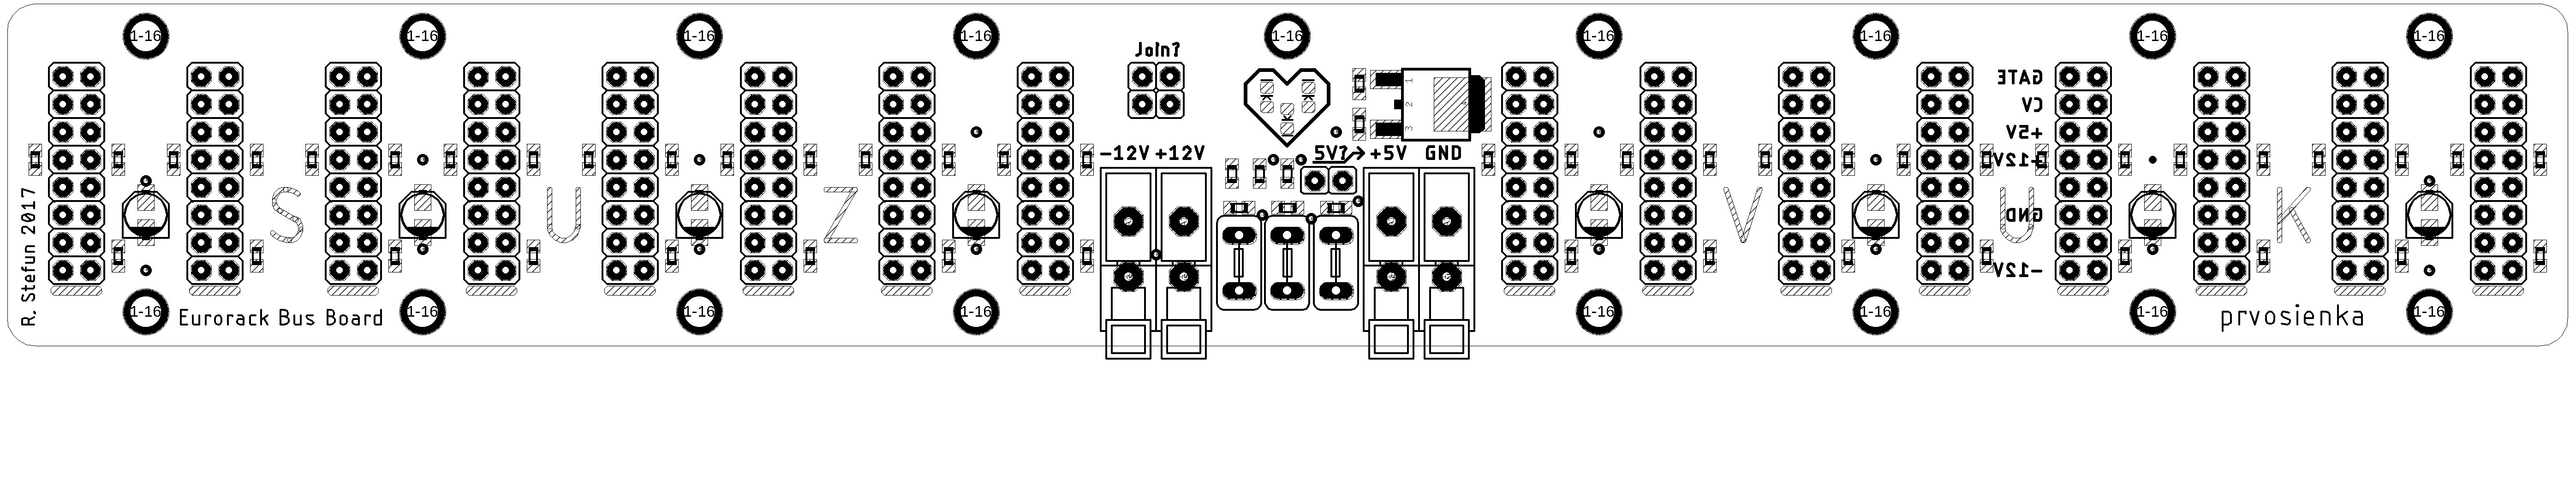 1-16 1-16 1-16 1-16 1-16 1-16 1-16 1-16 1-16
Join?
GATE
CV
+5V
1
2
3
K K
K
-12V +12V 5V? +5V GND
+12V
S U Z V U K
GND
-12V
R. Stefun 2017
1-16 1-16 1-16 1-16 1-16 1-16 1-16 1-16
Eurorack Bus Board
prvosienka